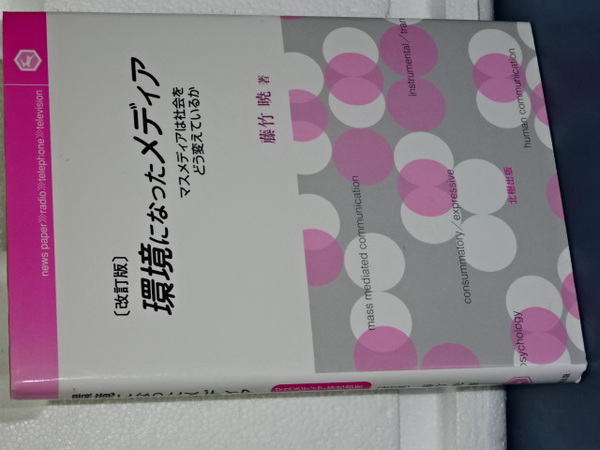 news paper》radio》telephone》television
〔改訂版〕
環境になったメディア
マスメディアは社会を
どう変えているか
藤竹 暁 著
instrumental／tran
human communication
mass mediated communication
consummatory／expressive
北樹出版
psychology